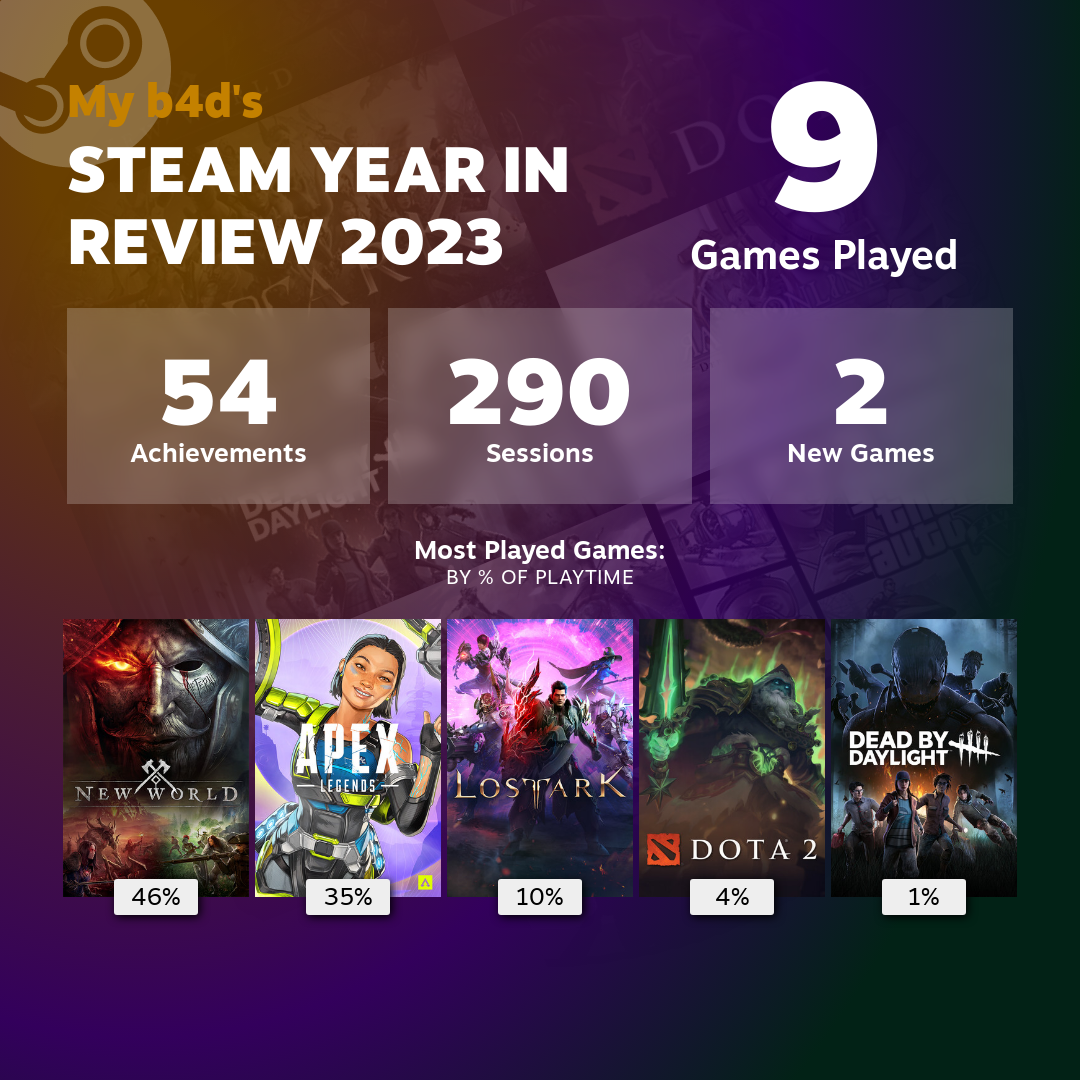 My b4d's
STEAM YEAR IN
REVIEW 2023
9
Games Played
54
Achievements
290
Sessions
2
New Games
Most Played Games:
BY % OF PLAYTIME
NEW WORLD
APEX
LEGENDS
LOST ARK
DOTA 2
DEAD BY
DAYLIGHT
46%
35%
10%
4%
1%